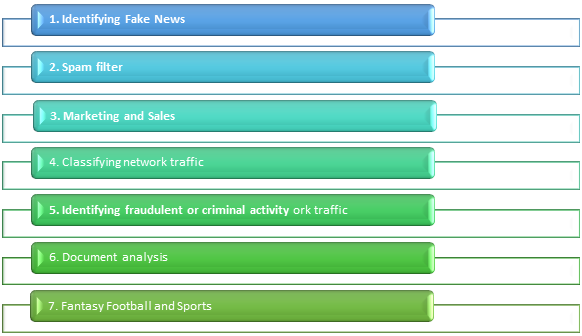 1. Identifying Fake News
2. Spam filter
3. Marketing and Sales
4. Classifying network traffic
5. Identifying fraudulent or criminal activity ork traffic
6. Document analysis
7. Fantasy Football and Sports